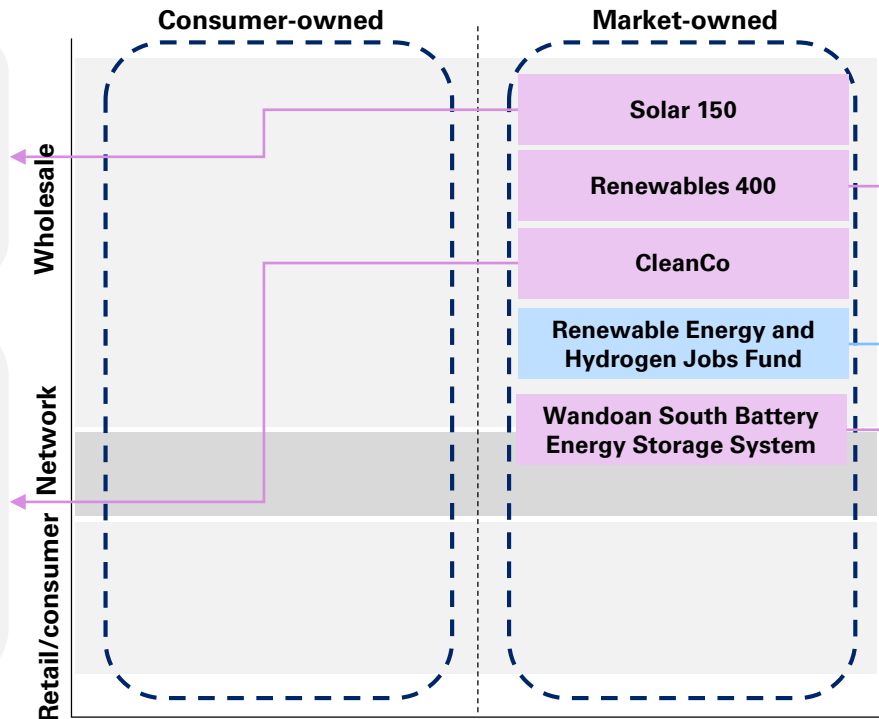 Consumer-owned
Market-owned
Wholesale
Network
Retail/consumer
Solar 150
Renewables 400
CleanCo
Renewable Energy and
Hydrogen Jobs Fund
Wandoan South Battery
Energy Storage System